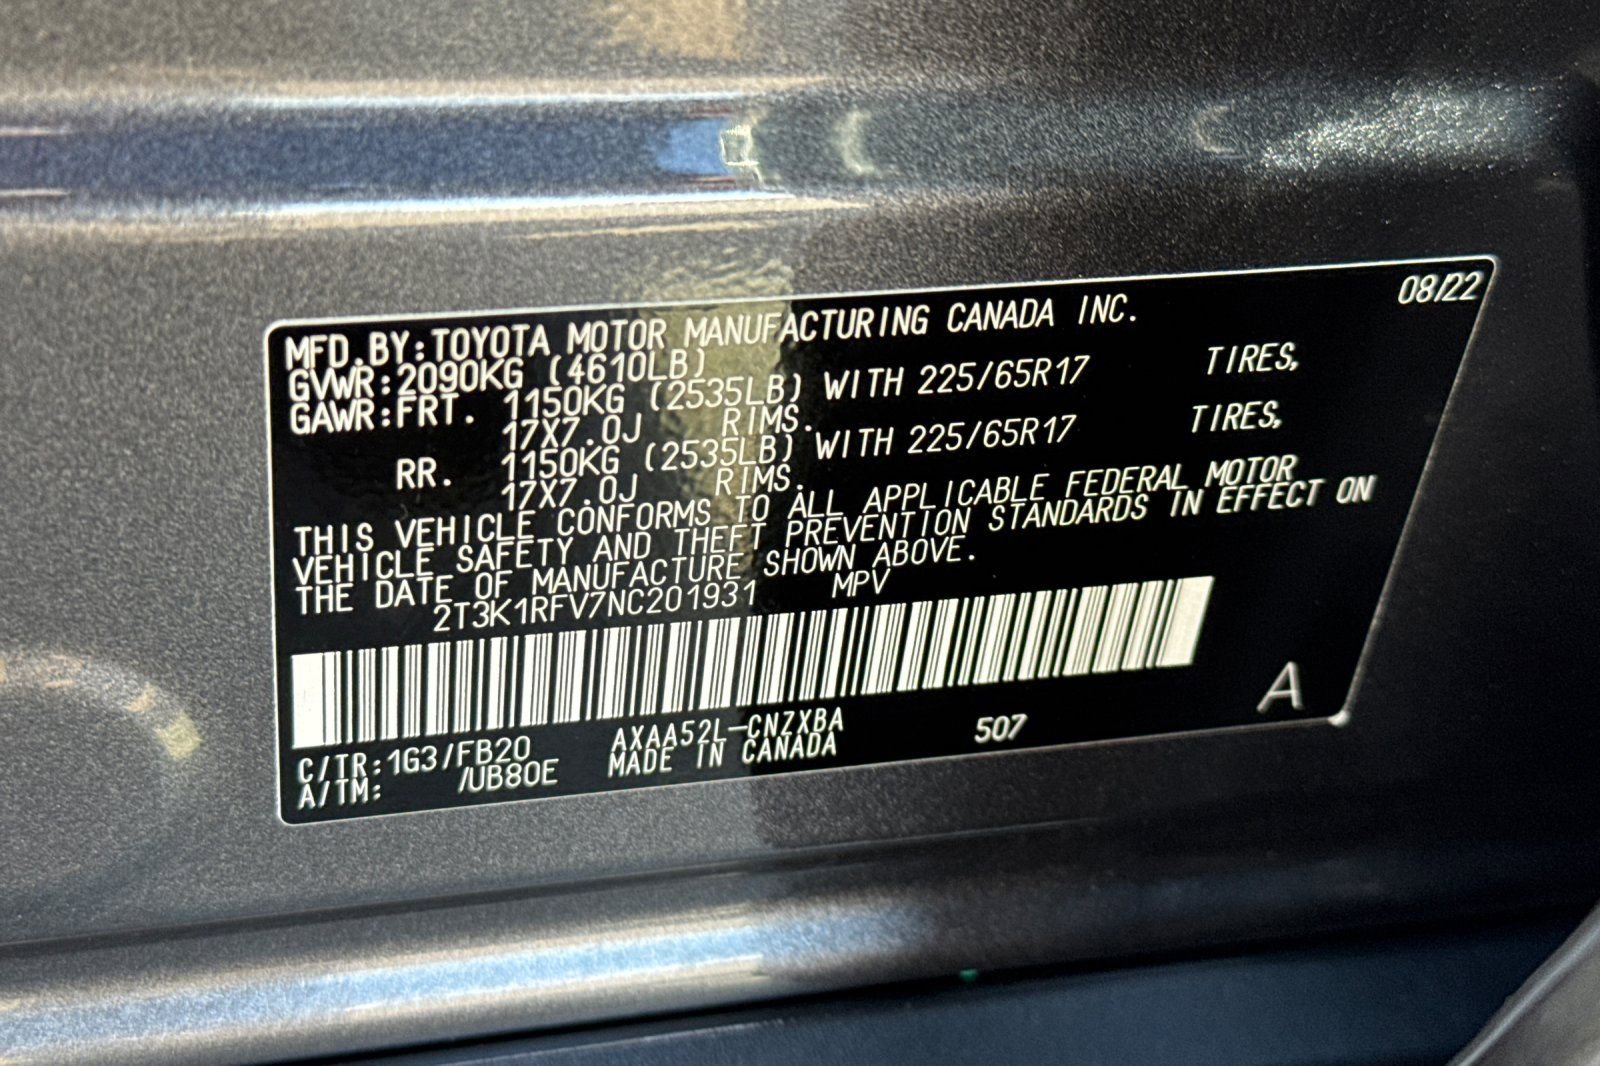 08/22
MFD.BY:TOYOTA MOTOR MANUFACTURING CANADA INC.
GVWR:2090KG (4610LB)
GAWR:FRT. 1150KG (2535LB) WITH 225/65R17 TIRES,
17X7.0J RIMS.
RR. 1150KG (2535LB) WITH 225/65R17 TIRES,
17X7.0J RIMS.
THIS VEHICLE CONFORMS TO ALL APPLICABLE FEDERAL MOTOR
VEHICLE SAFETY AND THEFT PREVENTION STANDARDS IN EFFECT ON
THE DATE OF MANUFACTURE SHOWN ABOVE.
2T3K1RFV7NC201931 MPV
A
C/TR:1G3/FB20 AXAA52L-CNZXBA 507
A/TM: /UB80E MADE IN CANADA